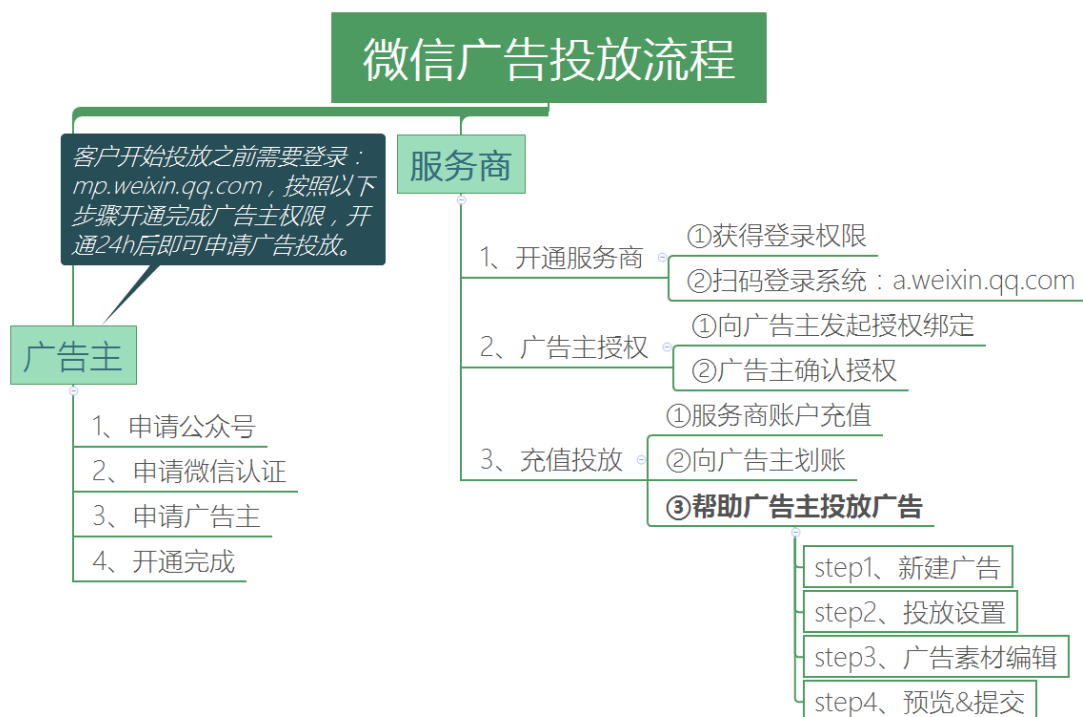 微信广告投放流程
客户开始投放之前需要登录：
mp.weixin.qq.com，按照以下
步骤开通完成广告主权限，开
通24h后即可申请广告投放。
广告主
1、申请公众号
2、申请微信认证
3、申请广告主
4、开通完成
服务商
1、开通服务商
①获得登录权限
②扫码登录系统：a.weixin.qq.com
2、广告主授权
①向广告主发起授权绑定
②广告主确认授权
3、充值投放
①服务商账户充值
②向广告主划账
③帮助广告主投放广告
step1、新建广告
step2、投放设置
step3、广告素材编辑
step4、预览&提交